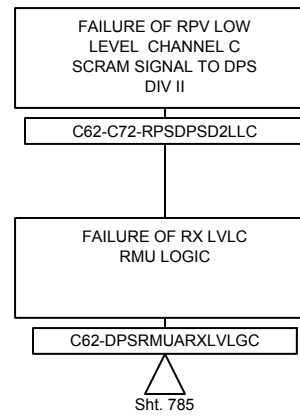 FAILURE OF RPV LOW
LEVEL CHANNEL C
SCRAM SIGNAL TO DPS
DIV II
C62-C72-RPSDPSD2LLC
FAILURE OF RX LVLC
RMU LOGIC
C62-DPSRMUARXLVLGC
Sht. 785